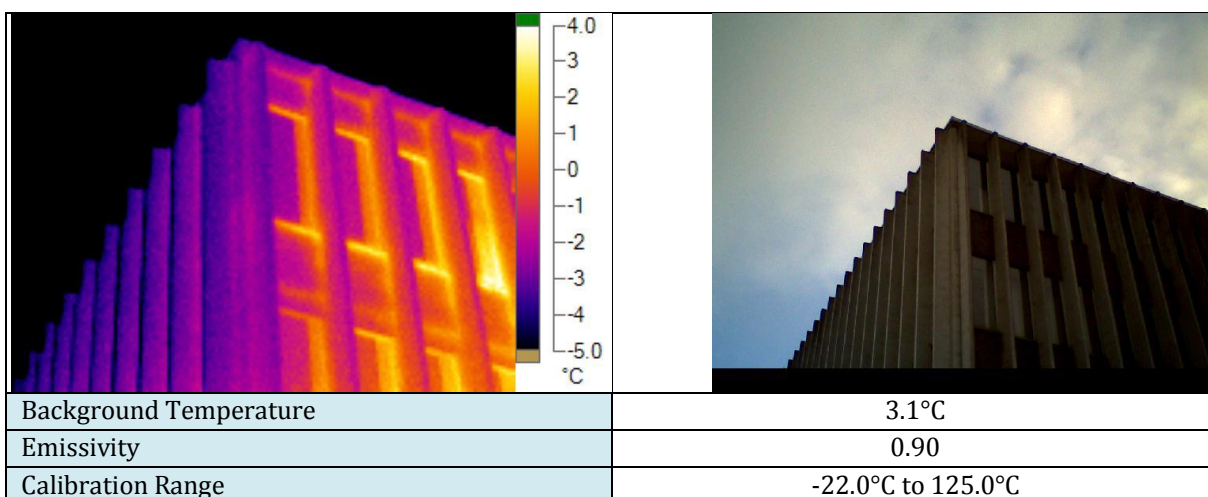 4.0
3
2
1
0
-1
-2
-3
-4
-5.0
°C
Background Temperature 3.1°C
Emissivity 0.90
Calibration Range -22.0°C to 125.0°C